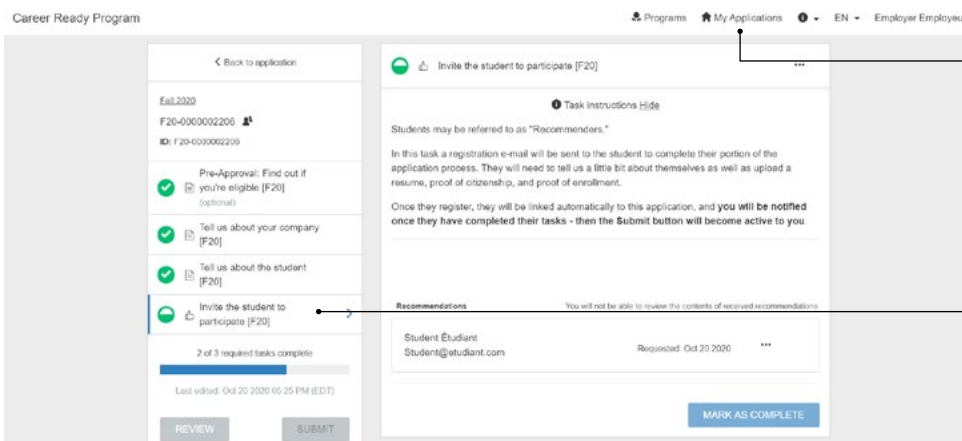 Career Ready Program
Programs My Applications EN Employer Employeu
Back to application
Fall 2020
F20-0000002206
ID: F20-0000002206
Pre-Approval: Find out if
you're eligible [F20]
(optional)
Tell us about your company
[F20]
Tell us about the student
[F20]
Invite the student to
participate [F20]
2 of 3 required tasks complete
Last edited: Oct 20 2020 05:25 PM (EDT)
REVIEW SUBMIT
Invite the student to participate [F20]
Task instructions Hide
Students may be referred to as "Recommenders."
In this task a registration e-mail will be sent to the student to complete their portion of the
application process. They will need to tell us a little bit about themselves as well as upload a
resume, proof of citizenship, and proof of enrollment.
Once they register, they will be linked automatically to this application, and you will be notified
once they have completed their tasks - then the Submit button will become active to you.
Recommendations You will not be able to review the contents of received recommendations
Student Étudiant
Student@etudiant.com
Requested: Oct 20 2020
MARK AS COMPLETE